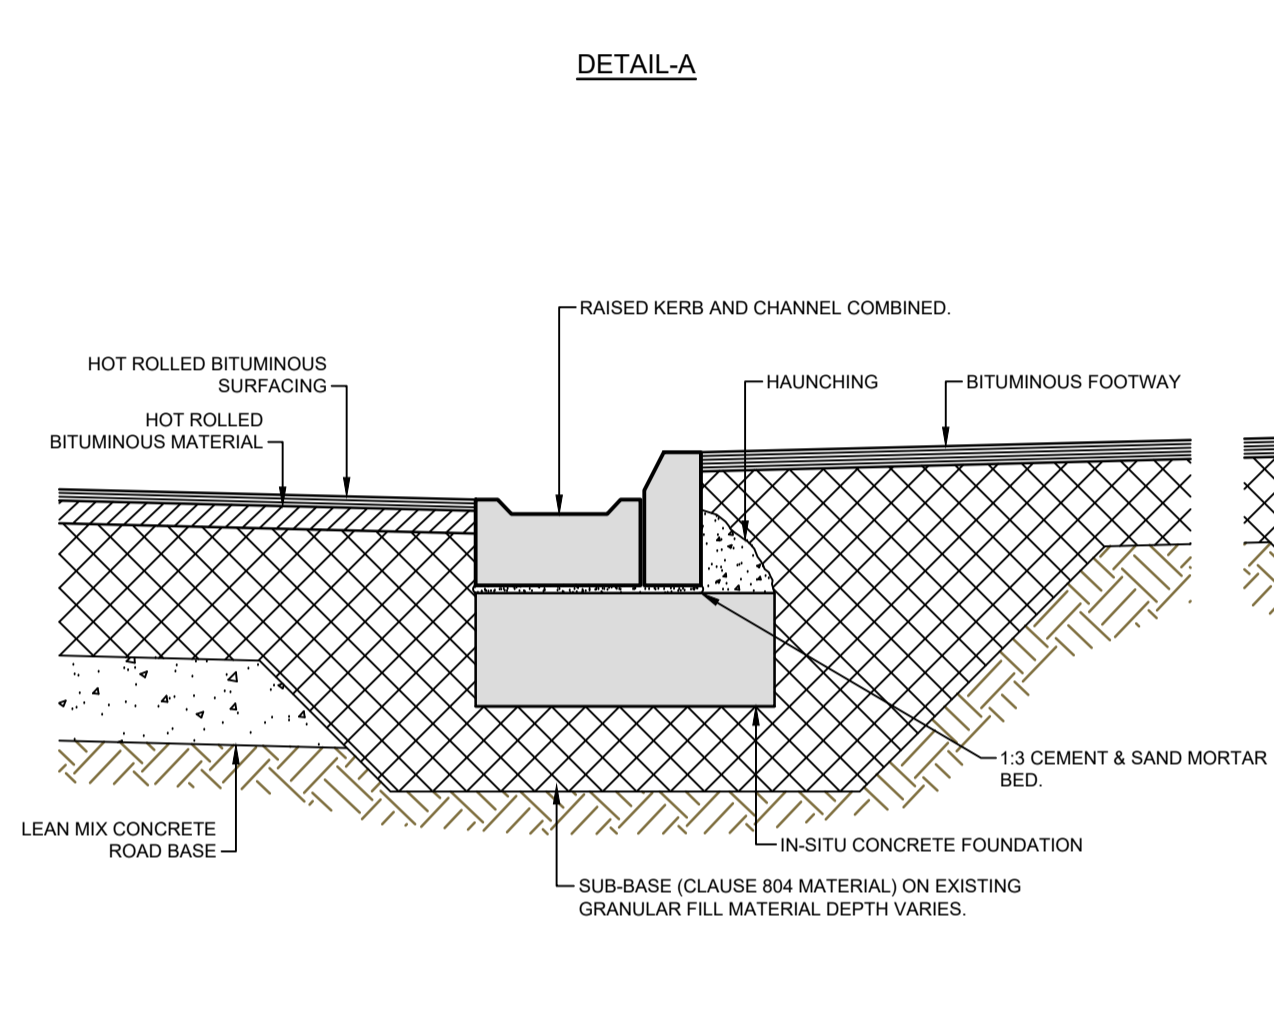 DETAIL-A
RAISED KERB AND CHANNEL COMBINED.
HOT ROLLED BITUMINOUS
SURFACING
HAUNCHING
BITUMINOUS FOOTWAY
HOT ROLLED
BITUMINOUS MATERIAL
1:3 CEMENT & SAND MORTAR
BED.
LEAN MIX CONCRETE
ROAD BASE
IN-SITU CONCRETE FOUNDATION
SUB-BASE (CLAUSE 804 MATERIAL) ON EXISTING
GRANULAR FILL MATERIAL DEPTH VARIES.